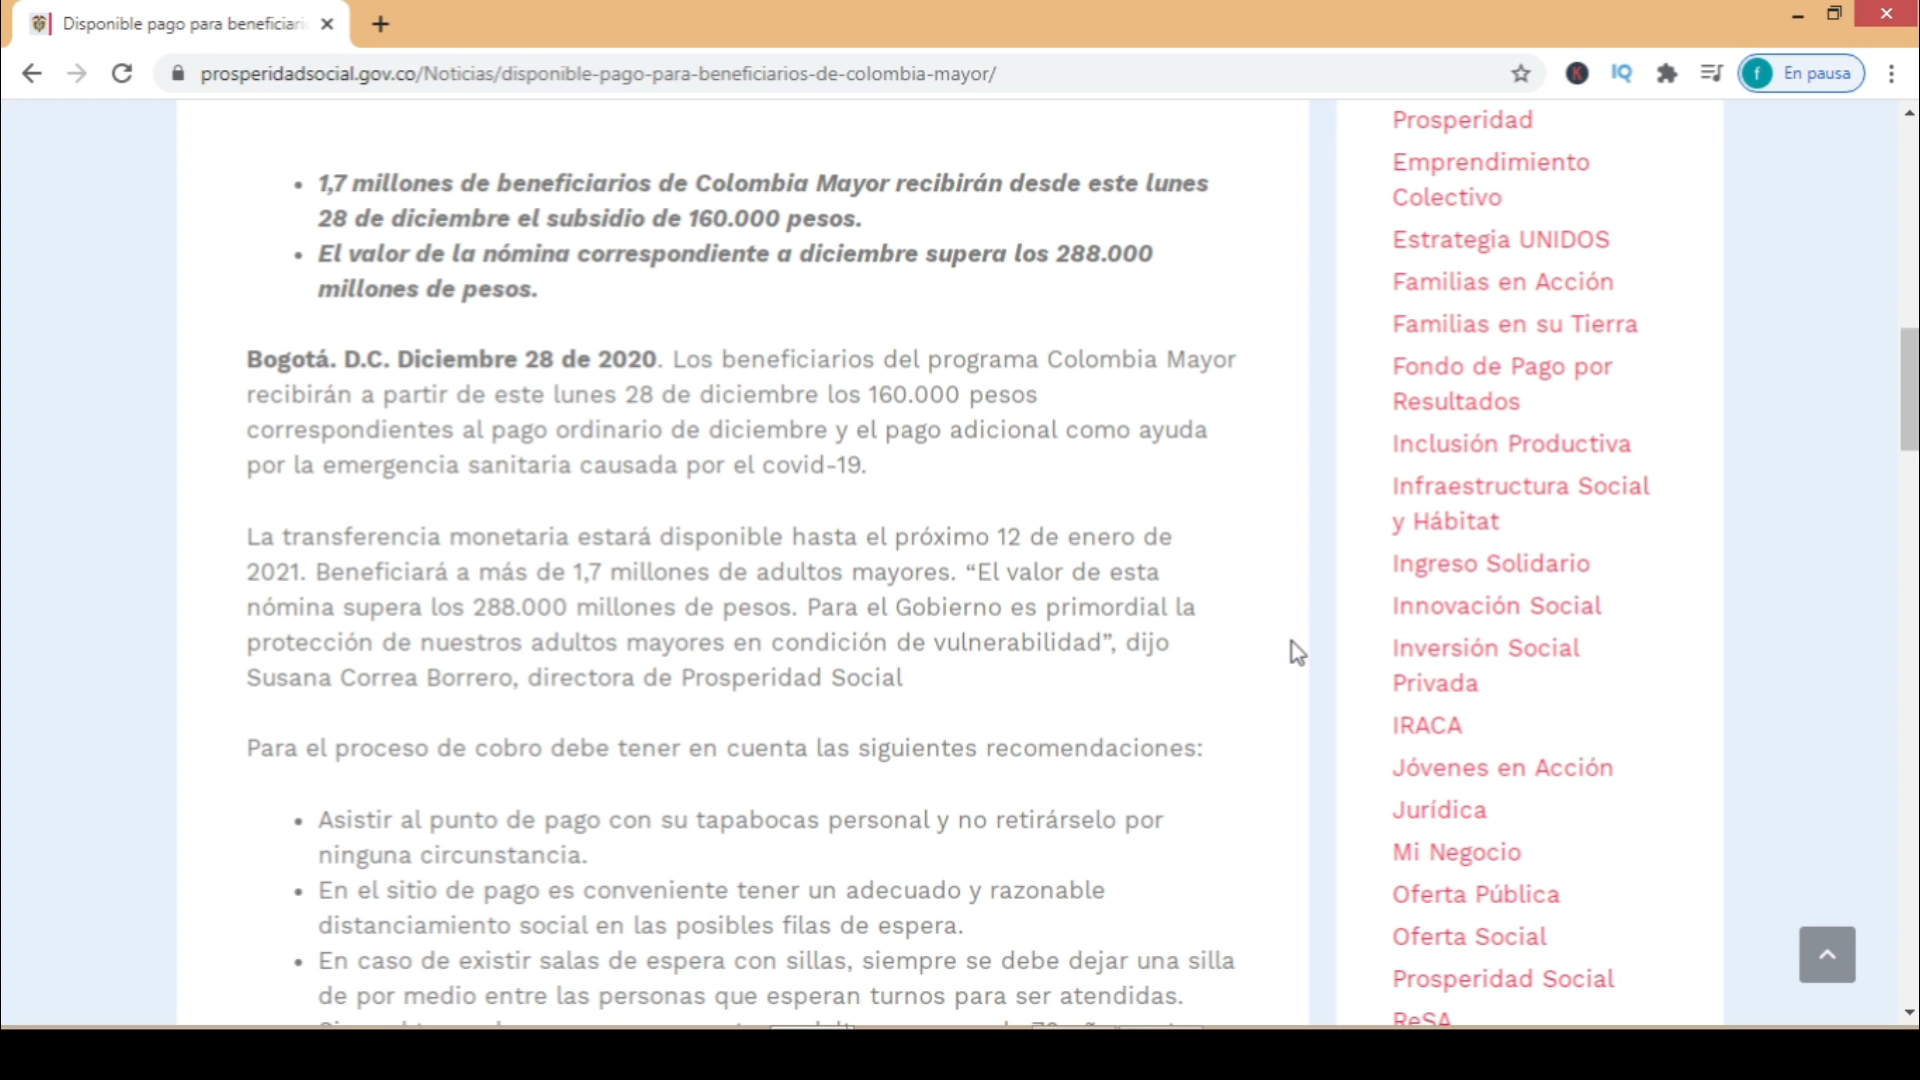 Disponible pago para beneficiari
prosperidadsocial.gov.co/Noticias/disponible-pago-para-beneficiarios-de-colombia-mayor/
K
IQ
f
En pausa
1,7 millones de beneficiarios de Colombia Mayor recibirán desde este lunes
28 de diciembre el subsidio de 160.000 pesos.
El valor de la nómina correspondiente a diciembre supera los 288.000
millones de pesos.
Bogotá. D.C. Diciembre 28 de 2020. Los beneficiarios del programa Colombia Mayor
recibirán a partir de este lunes 28 de diciembre los 160.000 pesos
correspondientes al pago ordinario de diciembre y el pago adicional como ayuda
por la emergencia sanitaria causada por el covid-19.
La transferencia monetaria estará disponible hasta el próximo 12 de enero de
2021. Beneficiará a más de 1,7 millones de adultos mayores. “El valor de esta
nómina supera los 288.000 millones de pesos. Para el Gobierno es primordial la
protección de nuestros adultos mayores en condición de vulnerabilidad”, dijo
Susana Correa Borrero, directora de Prosperidad Social
Para el proceso de cobro debe tener en cuenta las siguientes recomendaciones:
Asistir al punto de pago con su tapabocas personal y no retirárselo por
ninguna circunstancia.
En el sitio de pago es conveniente tener un adecuado y razonable
distanciamiento social en las posibles filas de espera.
En caso de existir salas de espera con sillas, siempre se debe dejar una silla
de por medio entre las personas que esperan turnos para ser atendidas.
Prosperidad
Emprendimiento
Colectivo
Estrategia UNIDOS
Familias en Acción
Familias en su Tierra
Fondo de Pago por
Resultados
Inclusión Productiva
Infraestructura Social
y Hábitat
Ingreso Solidario
Innovación Social
Inversión Social
Privada
IRACA
Jóvenes en Acción
Jurídica
Mi Negocio
Oferta Pública
Oferta Social
Prosperidad Social
ReSA